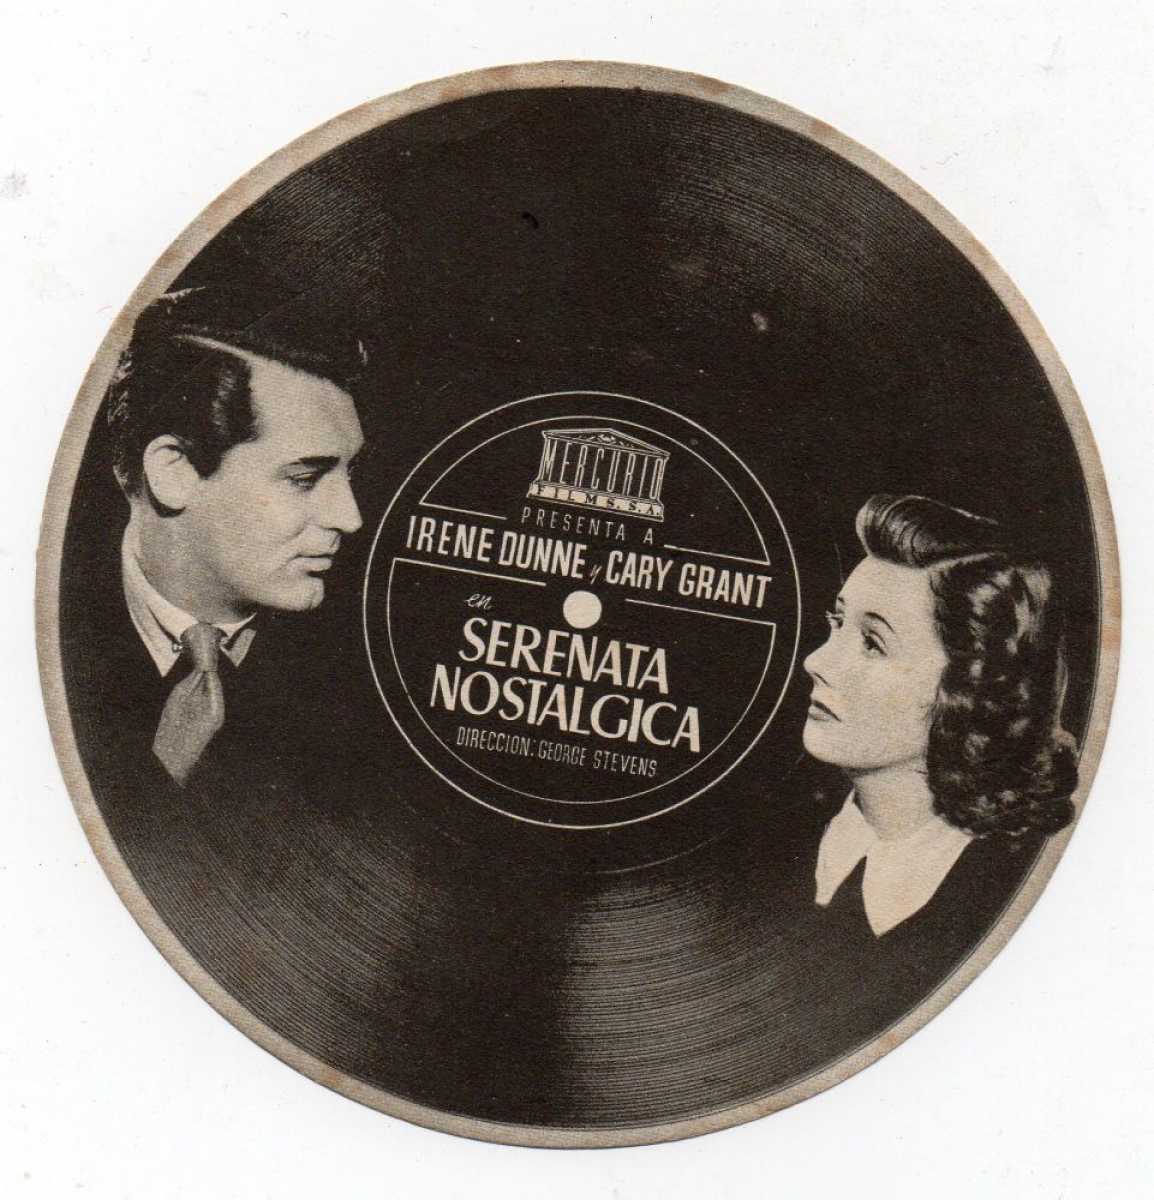 MERCURIO
FILMS. S.A.
PRESENTA A
IRENE DUNNE y CARY GRANT
en
SERENATA
NOSTALGICA
DIRECCION: GEORGE STEVENS